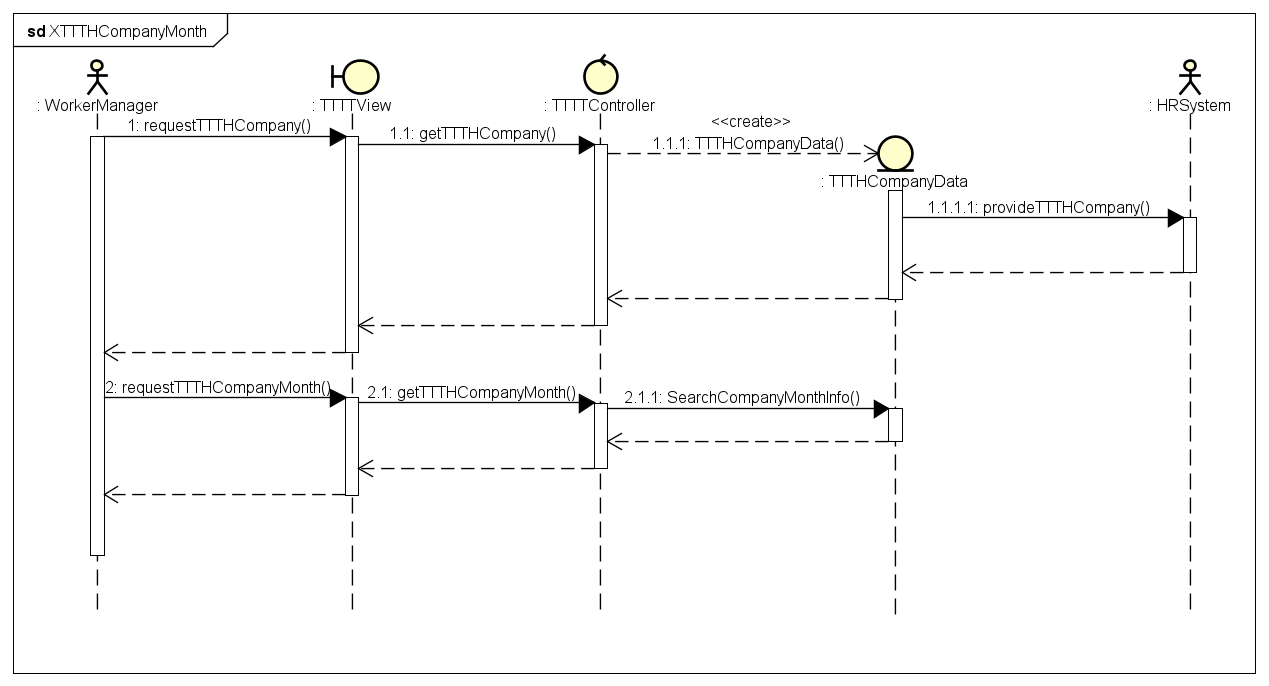 sd XTTTHCompanyMonth
: WorkerManager
: TTTTView
: TTTTController
: HRSystem
1: requestTTTHCompany()
1.1: getTTTHCompany()
<<create>>
1.1.1: TTTHCompanyData()
: TTTHCompanyData
1.1.1.1: provideTTTHCompany()
2: requestTTTHCompanyMonth()
2.1: getTTTHCompanyMonth()
2.1.1: SearchCompanyMonthInfo()